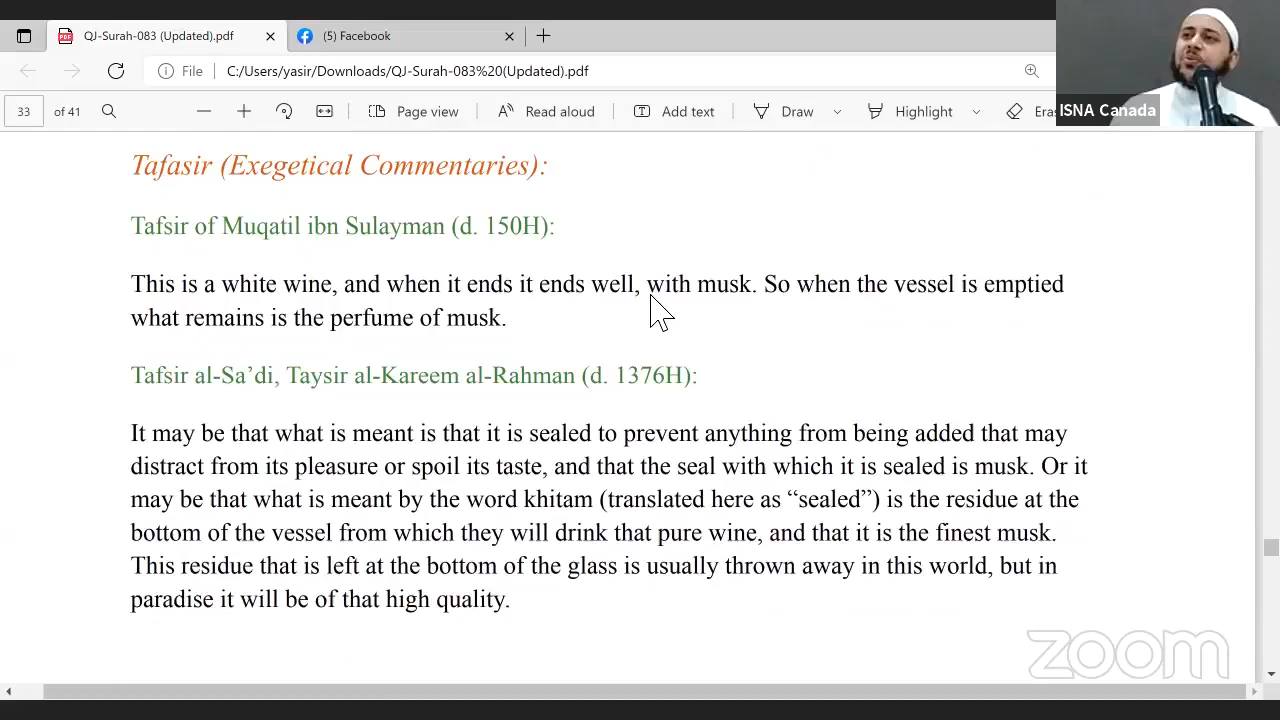 QJ-Surah-083 (Updated).pdf
(5) Facebook
File
C:/Users/yasir/Downloads/QJ-Surah-083%20(Updated).pdf
ISNA Canada
33 of 41
Page view
Read aloud
Add text
Draw
Highlight
Tafasir (Exegetical Commentaries):
Tafsir of Muqatil ibn Sulayman (d. 150H):
This is a white wine, and when it ends it ends well, with musk. So when the vessel is emptied
what remains is the perfume of musk.
Tafsir al-Sa’di, Taysir al-Kareem al-Rahman (d. 1376H):
It may be that what is meant is that it is sealed to prevent anything from being added that may
distract from its pleasure or spoil its taste, and that the seal with which it is sealed is musk. Or it
may be that what is meant by the word khitam (translated here as “sealed”) is the residue at the
bottom of the vessel from which they will drink that pure wine, and that it is the finest musk.
This residue that is left at the bottom of the glass is usually thrown away in this world, but in
paradise it will be of that high quality.
zoom